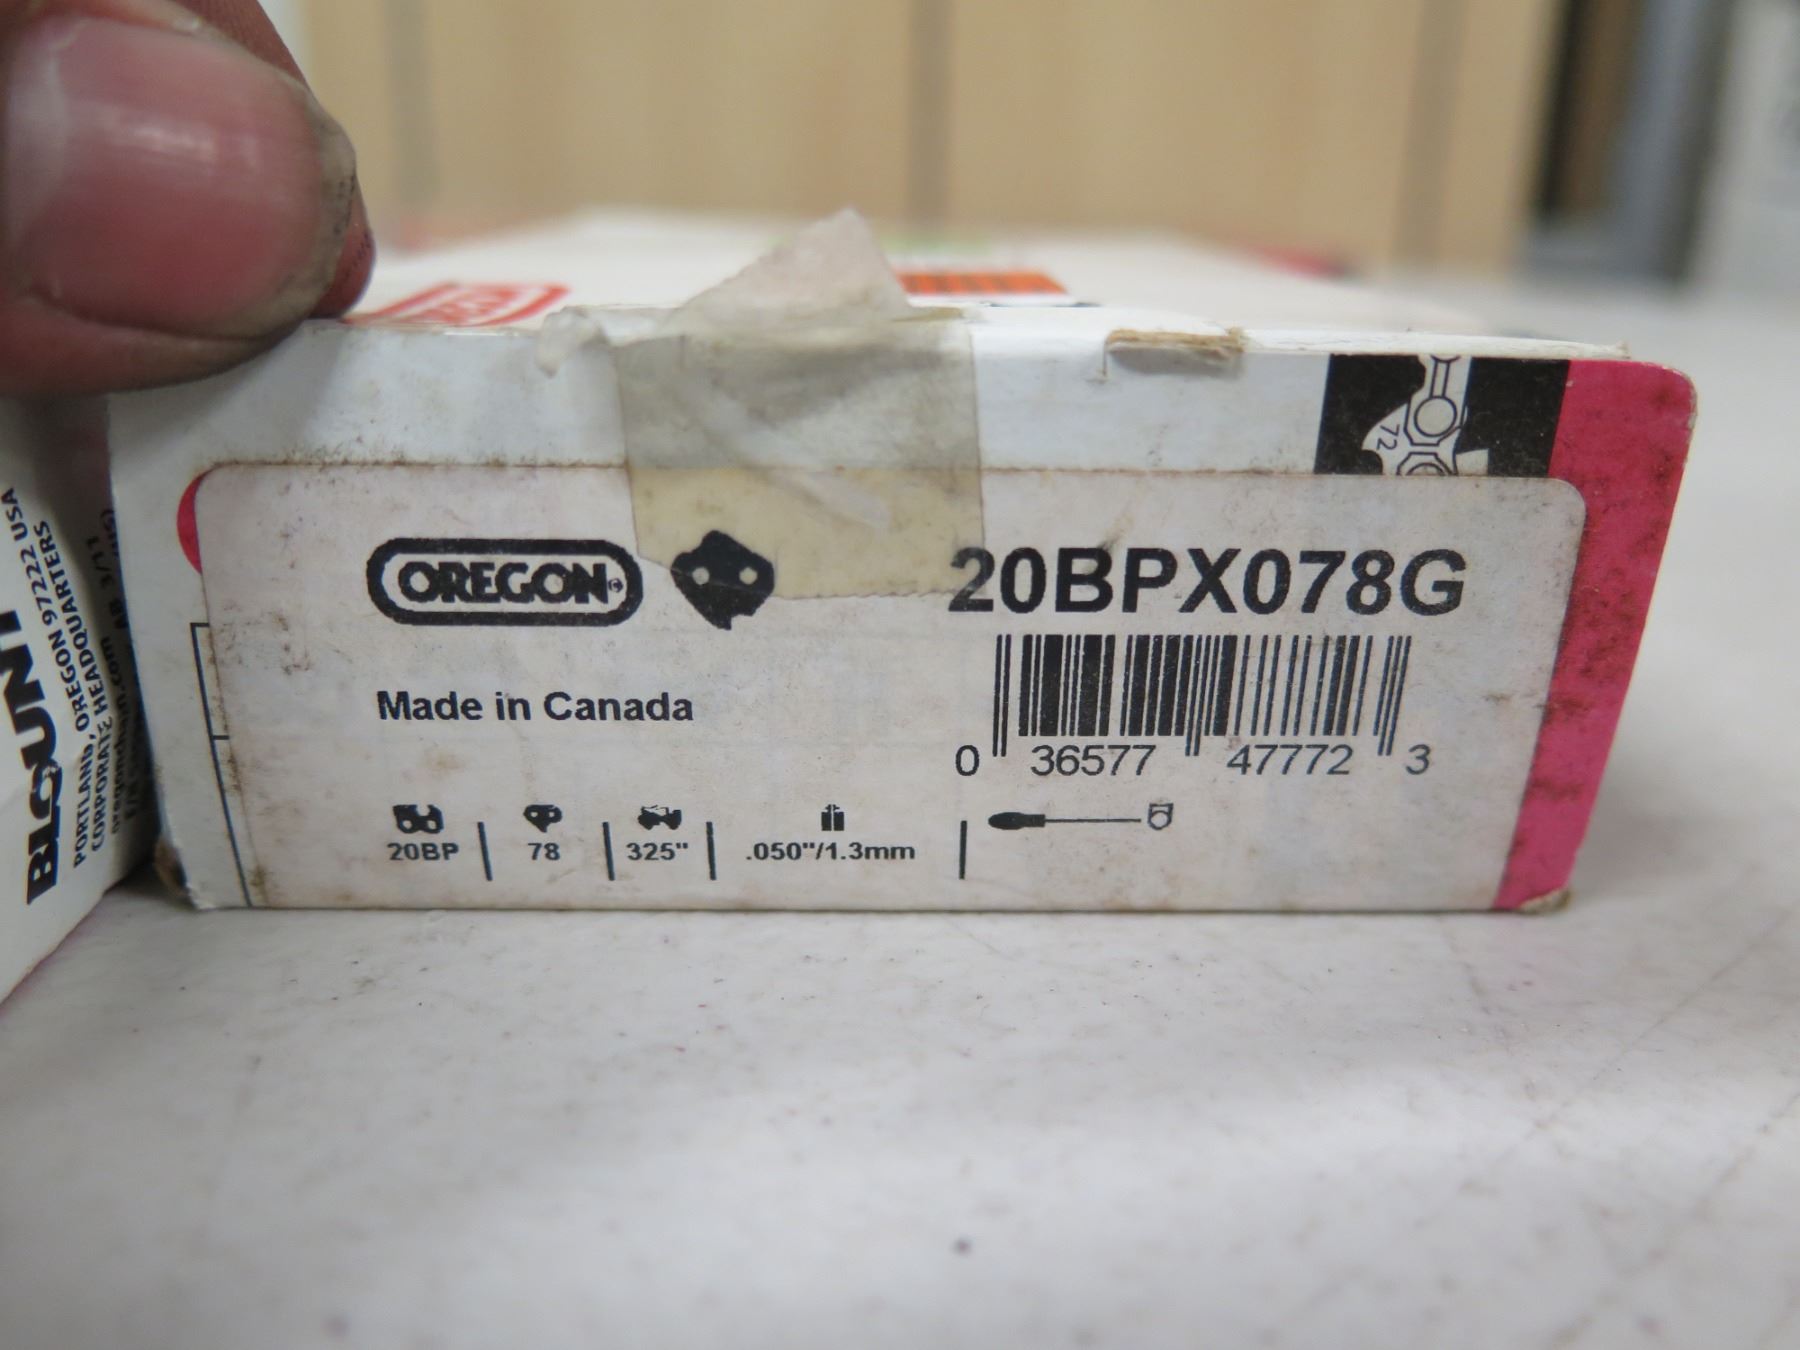 OREGON®
20BPX078G
Made in Canada
0 36577 47772 3
20BP
78
325"
.050"/1.3mm
72
BLOUNT
PORTLAND, OREGON 97222 USA
CORPORATE HEADQUARTERS